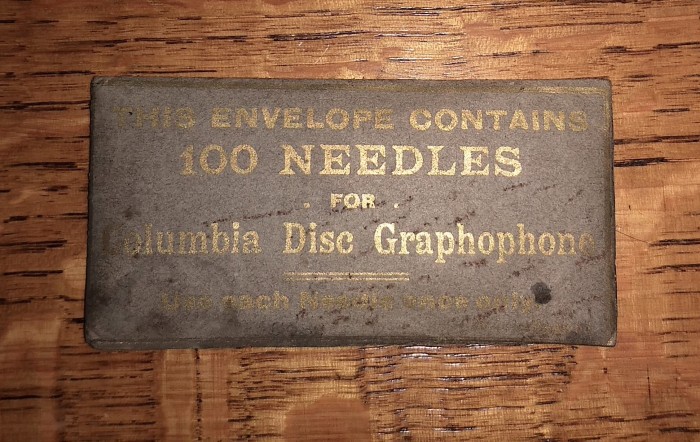 THIS ENVELOPE CONTAINS
100 NEEDLES
· FOR ·
Columbia Disc Graphophone
Use each Needle once only